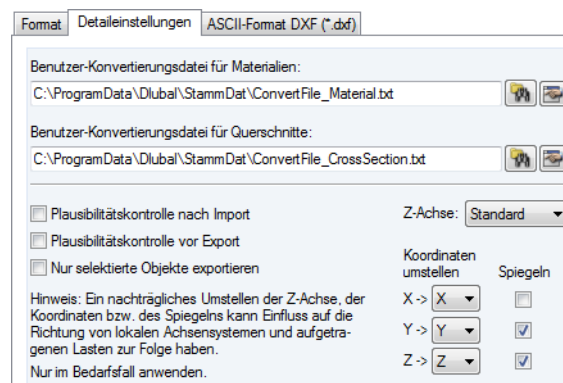 Format Detaileinstellungen ASCII-Format DXF (*.dxf)
Benutzer-Konvertierungsdatei für Materialien:
C:\ProgramData\Dlubal\StammDat\ConvertFile_Material.txt
Benutzer-Konvertierungsdatei für Querschnitte:
C:\ProgramData\Dlubal\StammDat\ConvertFile_CrossSection.txt
Plausibilitätskontrolle nach Import
Plausibilitätskontrolle vor Export
Nur selektierte Objekte exportieren
Hinweis: Ein nachträgliches Umstellen der Z-Achse, der
Koordinaten bzw. des Spiegelns kann Einfluss auf die
Richtung von lokalen Achsensystemen und aufgetra-
genen Lasten zur Folge haben.
Nur im Bedarfsfall anwenden.
Z-Achse: Standard
Koordinaten
umstellen Spiegeln
X -> X
Y -> Y
Z -> Z